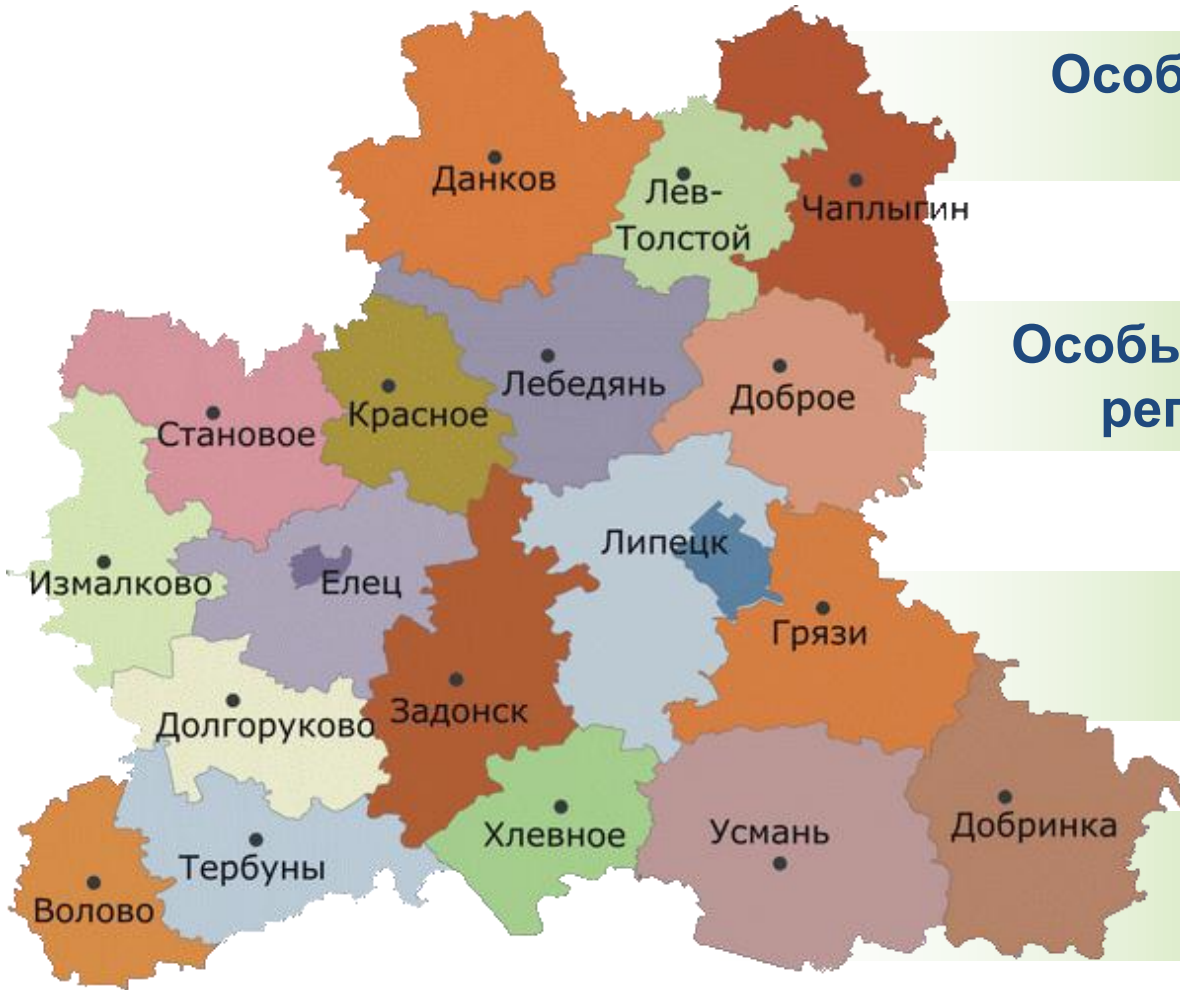 Особ
Данков
Лев-
Толстой
Чаплыгин
Особы
рег
Становое
Красное
Лебедянь
Доброе
Измалково
Елец
Липецк
Грязи
Долгоруково
Задонск
Волово
Тербуны
Хлевное
Усмань
Добринка